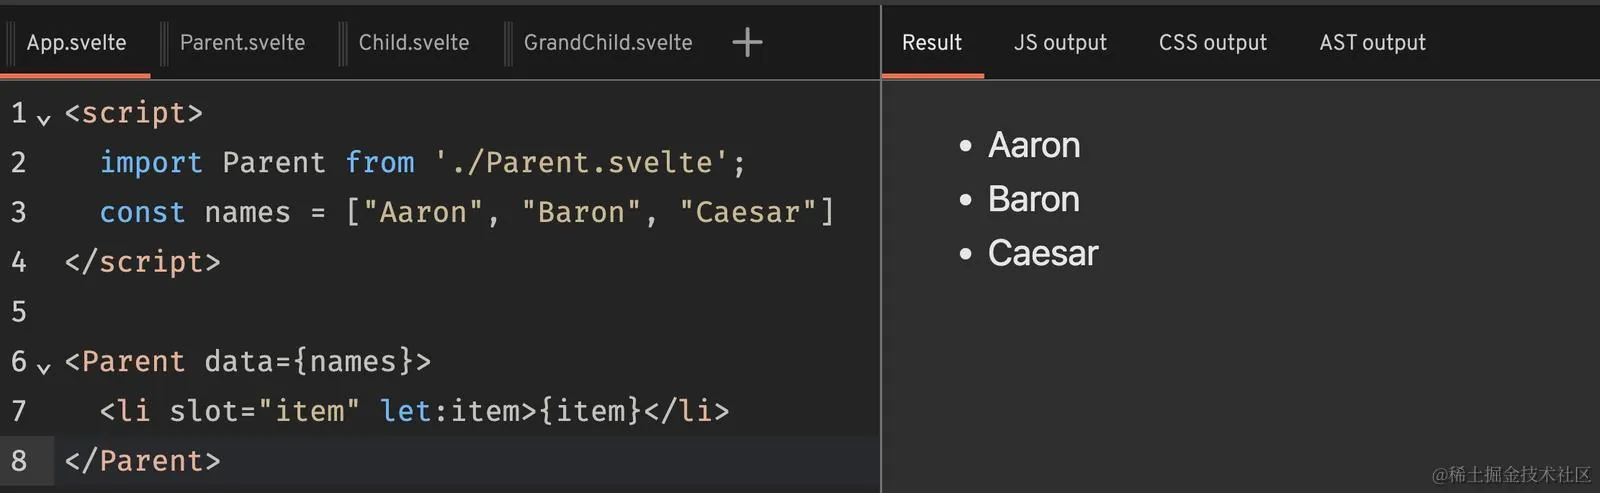 App.svelte Parent.svelte Child.svelte GrandChild.svelte +
Result JS output CSS output AST output
1 <script>
2 import Parent from './Parent.svelte';
3 const names = ["Aaron", "Baron", "Caesar"]
4 </script>
5
6 <Parent data={names}>
7 <li slot="item" let:item>{item}</li>
8 </Parent>
• Aaron
• Baron
• Caesar
@稀土掘金技术社区